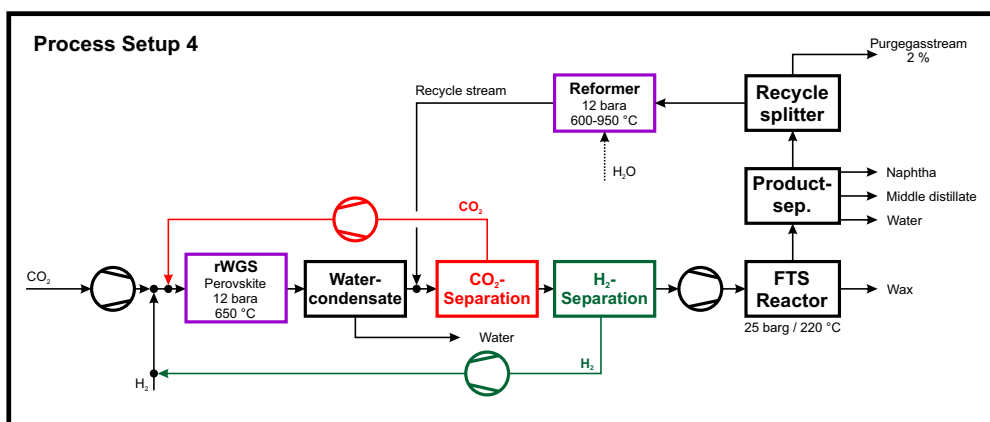 Process Setup 4
Purgegasstream
2 %
Recycle stream
Reformer
12 bara
600-950 °C
Recycle
splitter
H₂O
Product-
sep.
Naphtha
Middle distillate
Water
CO₂
CO₂
rWGS
Perovskite
12 bara
650 °C
Water-
condensate
CO₂-
Separation
H₂-
Separation
FTS
Reactor
Wax
25 barg / 220 °C
Water
H₂
H₂